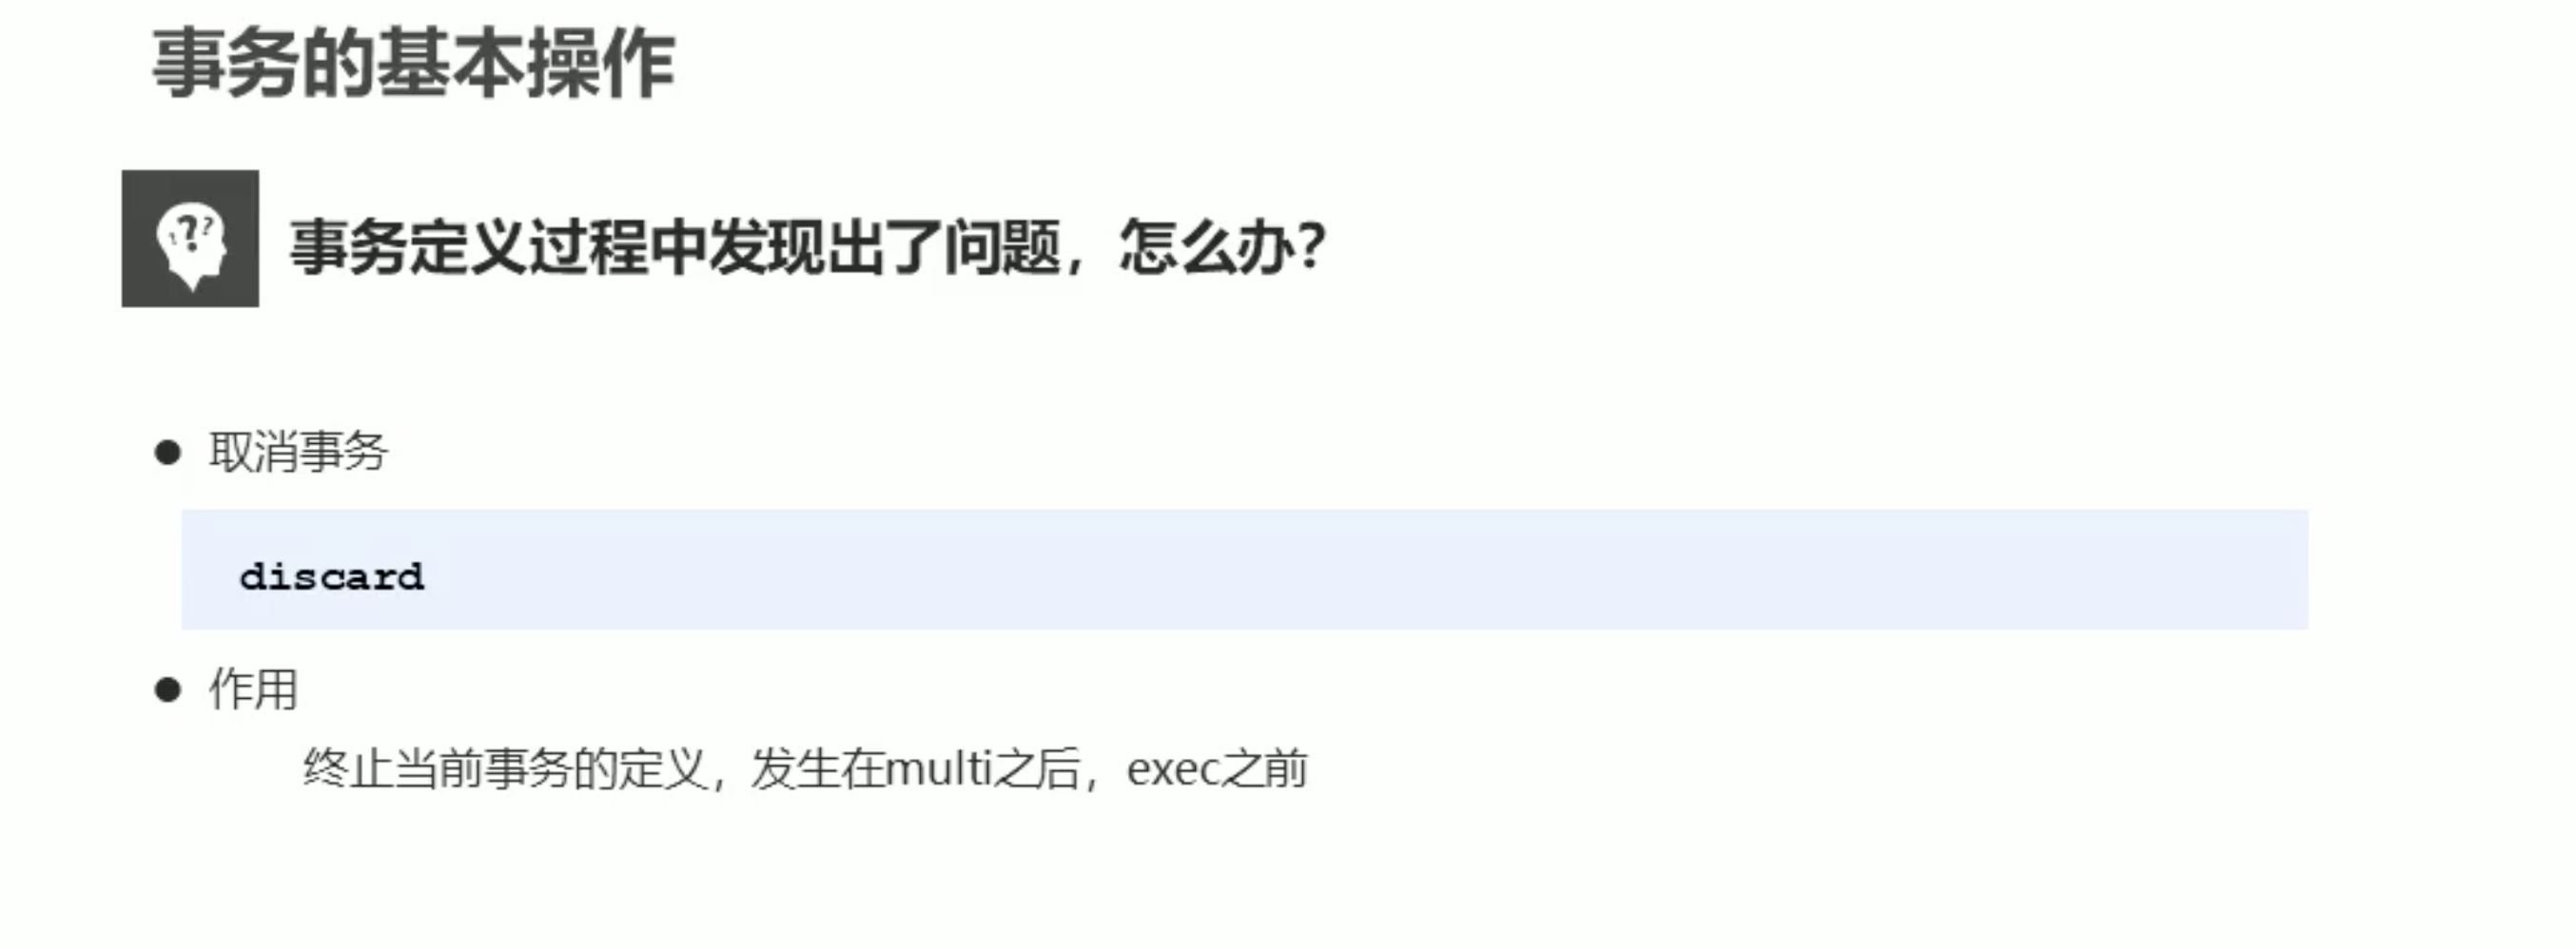 事务的基本操作
事务定义过程中发现出了问题，怎么办？
● 取消事务
discard
● 作用
终止当前事务的定义，发生在multi之后，exec之前